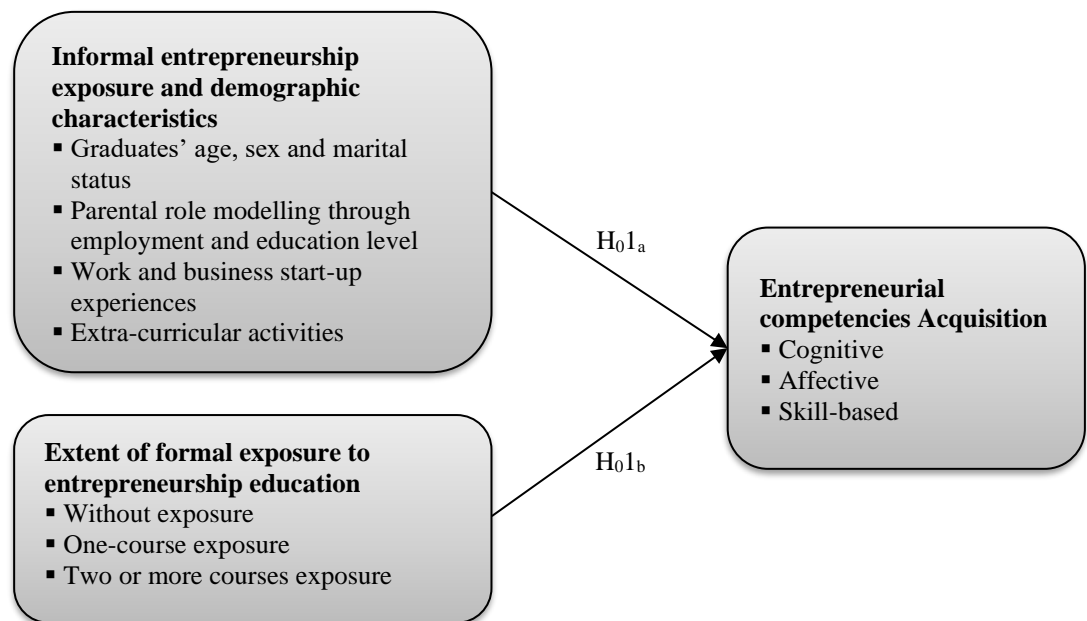 Informal entrepreneurship
exposure and demographic
characteristics
▪ Graduates’ age, sex and marital
status
▪ Parental role modelling through
employment and education level
▪ Work and business start-up
experiences
▪ Extra-curricular activities
H₀1ₐ
Entrepreneurial
competencies Acquisition
▪ Cognitive
▪ Affective
▪ Skill-based
Extent of formal exposure to
entrepreneurship education
▪ Without exposure
▪ One-course exposure
▪ Two or more courses exposure
H₀1b